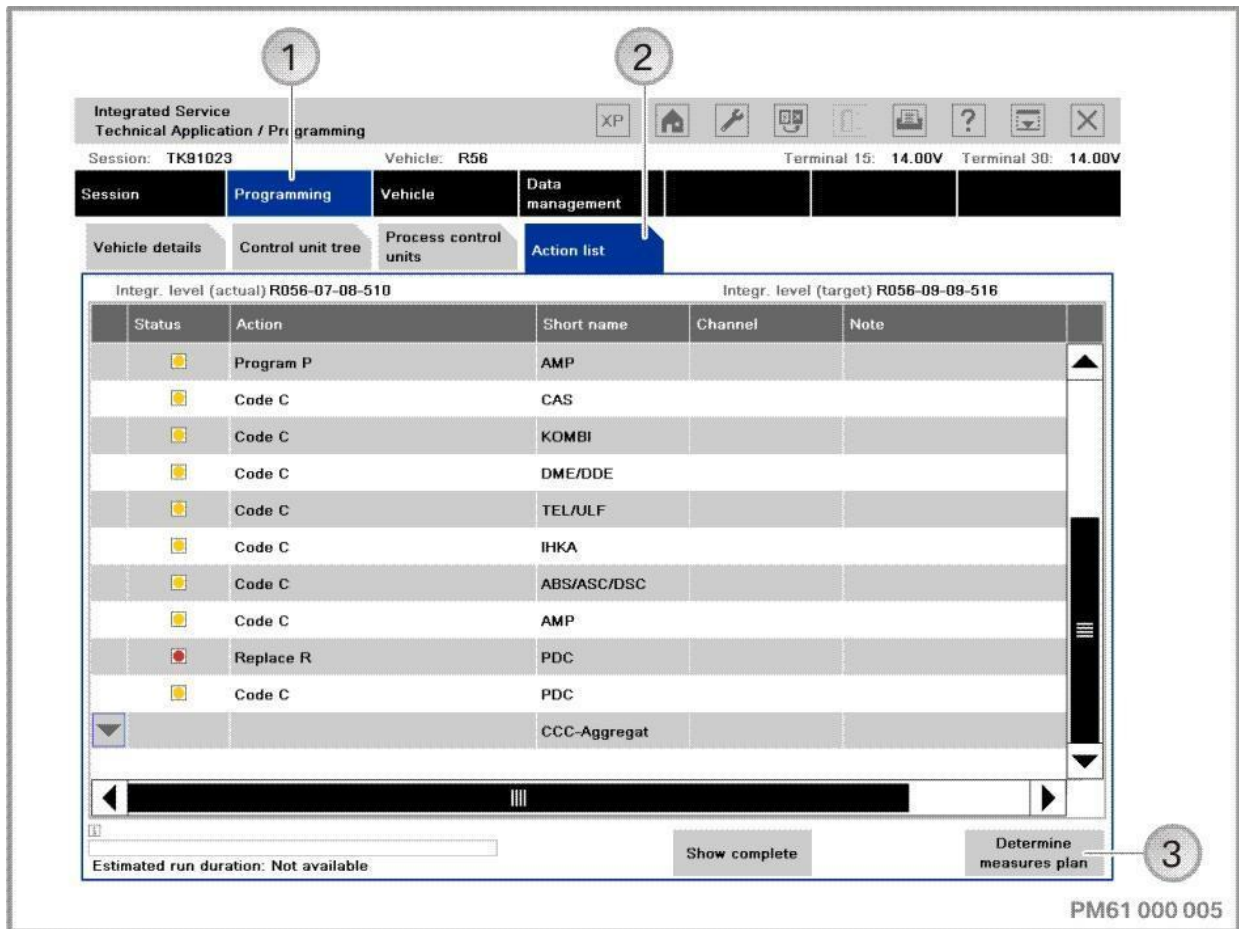 1
2
Integrated Service
Technical Application / Programming
XP
?
Session: TK91023 Vehicle: R56 Terminal 15: 14.00V Terminal 30: 14.00V
Session Programming Vehicle Data management
Vehicle details Control unit tree Process control units Action list
Integr. level (actual) R056-07-08-510 Integr. level (target) R056-09-09-516
Status Action Short name Channel Note
Program P AMP
Code C CAS
Code C KOMBI
Code C DME/DDE
Code C TEL/ULF
Code C IHKA
Code C ABS/ASC/DSC
Code C AMP
Replace R PDC
Code C PDC
CCC-Aggregat
Estimated run duration: Not available
Show complete
Determine
measures plan
3
PM61 000 005